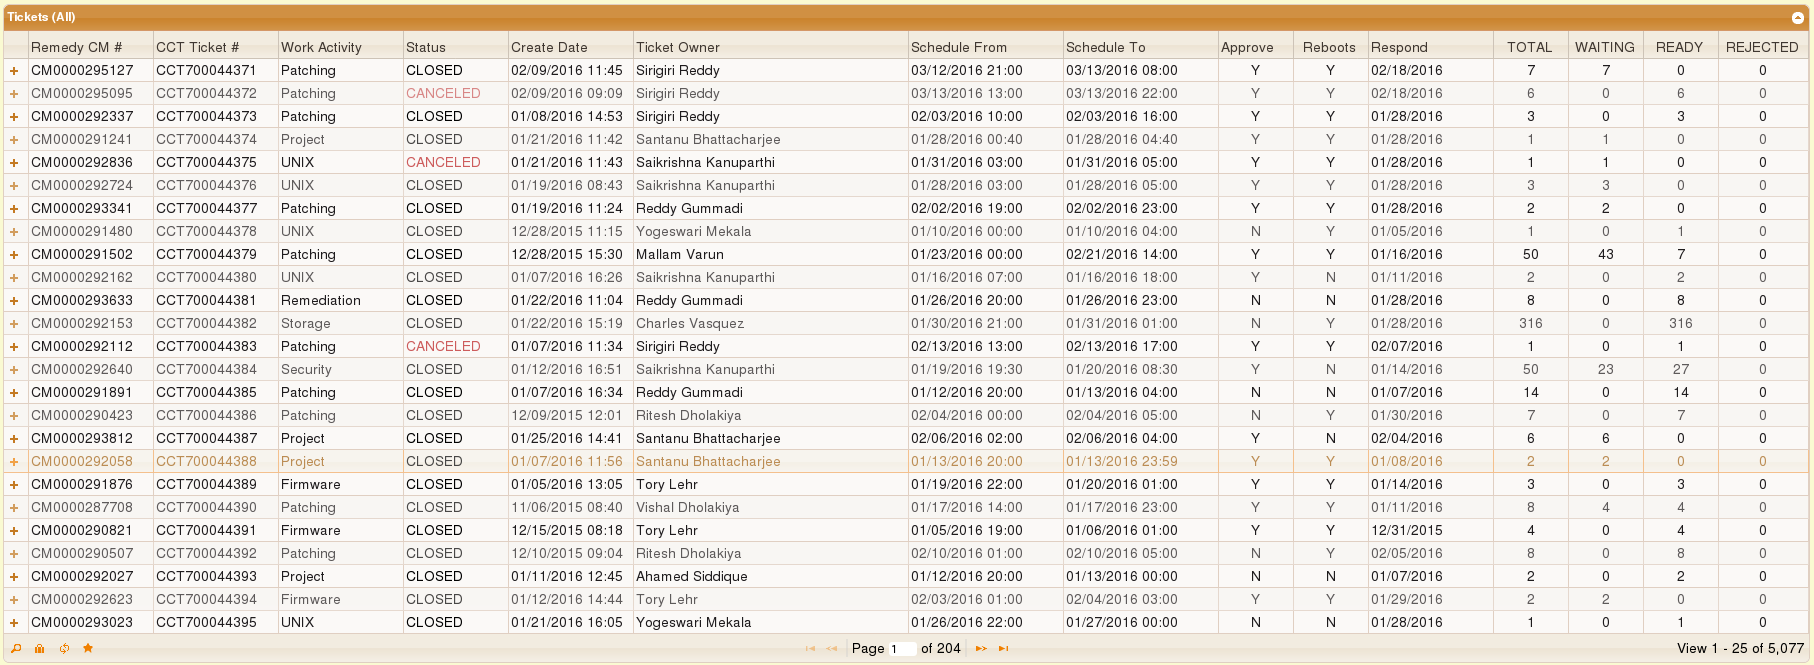 Tickets (All)
Remedy CM # CCT Ticket # Work Activity Status Create Date Ticket Owner Schedule From Schedule To Approve Reboots Respond TOTAL WAITING READY REJECTED
CM0000295127 CCT700044371 Patching CLOSED 02/09/2016 11:45 Sirigiri Reddy 03/12/2016 21:00 03/13/2016 08:00 Y Y 02/18/2016 7 7 0 0
CM0000295095 CCT700044372 Patching CANCELED 02/09/2016 09:09 Sirigiri Reddy 03/13/2016 13:00 03/13/2016 22:00 Y Y 02/18/2016 6 0 6 0
CM0000292337 CCT700044373 Patching CLOSED 01/08/2016 14:53 Sirigiri Reddy 02/03/2016 10:00 02/03/2016 16:00 Y Y 01/28/2016 3 0 3 0
CM0000291241 CCT700044374 Project CLOSED 01/21/2016 11:42 Santanu Bhattacharjee 01/28/2016 00:40 01/28/2016 04:40 Y Y 01/28/2016 1 1 0 0
CM0000292836 CCT700044375 UNIX CANCELED 01/21/2016 11:43 Saikrishna Kanuparthi 01/31/2016 03:00 01/31/2016 05:00 Y Y 01/28/2016 1 1 0 0
CM0000292724 CCT700044376 UNIX CLOSED 01/19/2016 08:43 Saikrishna Kanuparthi 01/28/2016 03:00 01/28/2016 05:00 Y Y 01/28/2016 3 3 0 0
CM0000293341 CCT700044377 Patching CLOSED 01/19/2016 11:24 Reddy Gummadi 02/02/2016 19:00 02/02/2016 23:00 Y Y 01/28/2016 2 2 0 0
CM0000291480 CCT700044378 UNIX CLOSED 12/28/2015 11:15 Yogeswari Mekala 01/10/2016 00:00 01/10/2016 04:00 N Y 01/05/2016 1 0 1 0
CM0000291502 CCT700044379 Patching CLOSED 12/28/2015 15:30 Mallam Varun 01/23/2016 00:00 02/21/2016 14:00 Y Y 01/16/2016 50 43 7 0
CM0000292162 CCT700044380 UNIX CLOSED 01/07/2016 16:26 Saikrishna Kanuparthi 01/16/2016 07:00 01/16/2016 18:00 Y N 01/11/2016 2 0 2 0
CM0000293633 CCT700044381 Remediation CLOSED 01/22/2016 11:04 Reddy Gummadi 01/26/2016 20:00 01/26/2016 23:00 N N 01/28/2016 8 0 8 0
CM0000292153 CCT700044382 Storage CLOSED 01/22/2016 15:19 Charles Vasquez 01/30/2016 21:00 01/31/2016 01:00 N Y 01/28/2016 316 0 316 0
CM0000292112 CCT700044383 Patching CANCELED 01/07/2016 11:34 Sirigiri Reddy 02/13/2016 13:00 02/13/2016 17:00 Y Y 02/07/2016 1 0 1 0
CM0000292640 CCT700044384 Security CLOSED 01/12/2016 16:51 Saikrishna Kanuparthi 01/19/2016 19:30 01/20/2016 08:30 Y N 01/14/2016 50 23 27 0
CM0000291891 CCT700044385 Patching CLOSED 01/07/2016 16:34 Reddy Gummadi 01/12/2016 20:00 01/13/2016 04:00 N N 01/07/2016 14 0 14 0
CM0000290423 CCT700044386 Patching CLOSED 12/09/2015 12:01 Ritesh Dholakiya 02/04/2016 00:00 02/04/2016 05:00 N Y 01/30/2016 7 0 7 0
CM0000293812 CCT700044387 Project CLOSED 01/25/2016 14:41 Santanu Bhattacharjee 02/06/2016 02:00 02/06/2016 04:00 Y N 02/04/2016 6 6 0 0
CM0000292058 CCT700044388 Project CLOSED 01/07/2016 11:56 Santanu Bhattacharjee 01/13/2016 20:00 01/13/2016 23:59 Y Y 01/08/2016 2 2 0 0
CM0000291876 CCT700044389 Firmware CLOSED 01/05/2016 13:05 Tory Lehr 01/19/2016 22:00 01/20/2016 01:00 Y Y 01/14/2016 3 0 3 0
CM0000287708 CCT700044390 Patching CLOSED 11/06/2015 08:40 Vishal Dholakiya 01/17/2016 14:00 01/17/2016 23:00 Y Y 01/11/2016 8 4 4 0
CM0000290821 CCT700044391 Firmware CLOSED 12/15/2015 08:18 Tory Lehr 01/05/2016 19:00 01/06/2016 01:00 Y Y 12/31/2015 4 0 4 0
CM0000290507 CCT700044392 Patching CLOSED 12/10/2015 09:04 Ritesh Dholakiya 02/10/2016 01:00 02/10/2016 05:00 N Y 02/05/2016 8 0 8 0
CM0000292027 CCT700044393 Project CLOSED 01/11/2016 12:45 Ahamed Siddique 01/12/2016 20:00 01/13/2016 00:00 N N 01/07/2016 2 0 2 0
CM0000292623 CCT700044394 Firmware CLOSED 01/12/2016 14:44 Tory Lehr 02/03/2016 01:00 02/04/2016 03:00 Y Y 01/29/2016 2 2 0 0
CM0000293023 CCT700044395 UNIX CLOSED 01/21/2016 16:05 Yogeswari Mekala 01/26/2016 22:00 01/27/2016 00:00 N N 01/28/2016 1 0 1 0
Page 1 of 204 View 1 - 25 of 5,077